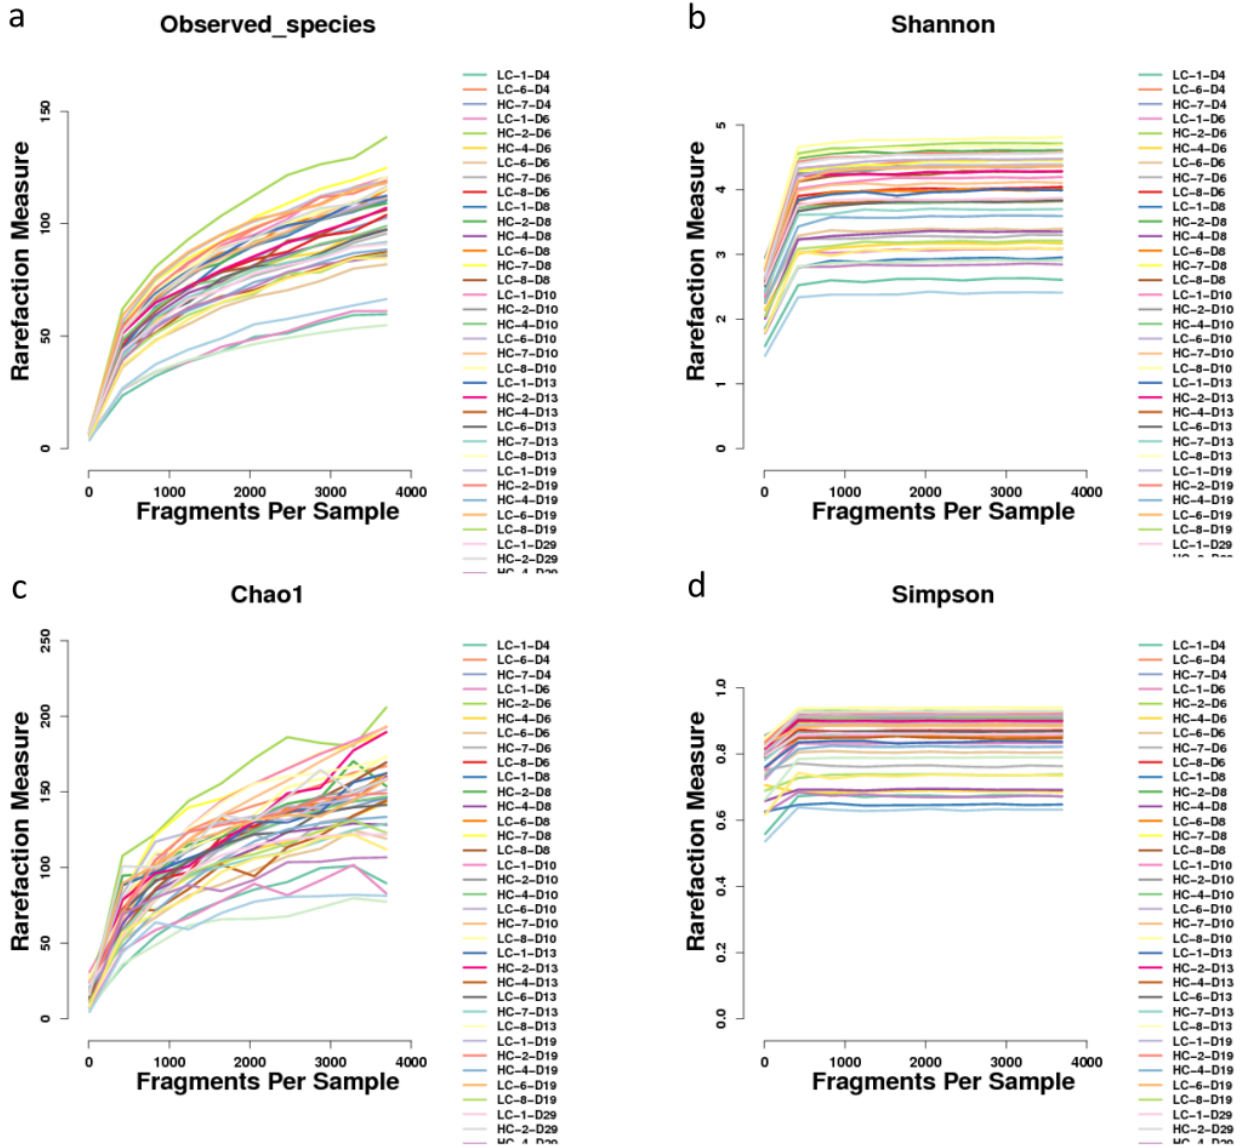 a
Observed_species
Rarefaction Measure
150
100
50
0
0 1000 2000 3000 4000
Fragments Per Sample
LC-1-D4
LC-6-D4
HC-7-D4
LC-1-D6
HC-2-D6
HC-4-D6
LC-6-D6
HC-7-D6
LC-8-D6
LC-1-D8
HC-2-D8
HC-4-D8
LC-6-D8
HC-7-D8
LC-8-D8
LC-1-D10
HC-2-D10
HC-4-D10
LC-6-D10
HC-7-D10
LC-8-D10
LC-1-D13
HC-2-D13
HC-4-D13
LC-6-D13
HC-7-D13
LC-8-D13
LC-1-D19
HC-2-D19
HC-4-D19
LC-6-D19
LC-8-D19
LC-1-D29
HC-2-D29
HC-4-D29
b
Shannon
Rarefaction Measure
5
4
3
2
1
0
0 1000 2000 3000 4000
Fragments Per Sample
LC-1-D4
LC-6-D4
HC-7-D4
LC-1-D6
HC-2-D6
HC-4-D6
LC-6-D6
HC-7-D6
LC-8-D6
LC-1-D8
HC-2-D8
HC-4-D8
LC-6-D8
HC-7-D8
LC-8-D8
LC-1-D10
HC-2-D10
HC-4-D10
LC-6-D10
HC-7-D10
LC-8-D10
LC-1-D13
HC-2-D13
HC-4-D13
LC-6-D13
HC-7-D13
LC-8-D13
LC-1-D19
HC-2-D19
HC-4-D19
LC-6-D19
LC-8-D19
LC-1-D29
c
Chao1
Rarefaction Measure
250
200
150
100
50
0
0 1000 2000 3000 4000
Fragments Per Sample
LC-1-D4
LC-6-D4
HC-7-D4
LC-1-D6
HC-2-D6
HC-4-D6
LC-6-D6
HC-7-D6
LC-8-D6
LC-1-D8
HC-2-D8
HC-4-D8
LC-6-D8
HC-7-D8
LC-8-D8
LC-1-D10
HC-2-D10
HC-4-D10
LC-6-D10
HC-7-D10
LC-8-D10
LC-1-D13
HC-2-D13
HC-4-D13
LC-6-D13
HC-7-D13
LC-8-D13
LC-1-D19
HC-2-D19
HC-4-D19
LC-6-D19
LC-8-D19
LC-1-D29
HC-2-D29
HC-4-D29
d
Simpson
Rarefaction Measure
1.0
0.8
0.6
0.4
0.2
0.0
0 1000 2000 3000 4000
Fragments Per Sample
LC-1-D4
LC-6-D4
HC-7-D4
LC-1-D6
HC-2-D6
HC-4-D6
LC-6-D6
HC-7-D6
LC-8-D6
LC-1-D8
HC-2-D8
HC-4-D8
LC-6-D8
HC-7-D8
LC-8-D8
LC-1-D10
HC-2-D10
HC-4-D10
LC-6-D10
HC-7-D10
LC-8-D10
LC-1-D13
HC-2-D13
HC-4-D13
LC-6-D13
HC-7-D13
LC-8-D13
LC-1-D19
HC-2-D19
HC-4-D19
LC-6-D19
LC-8-D19
LC-1-D29
HC-2-D29
HC-4-D29